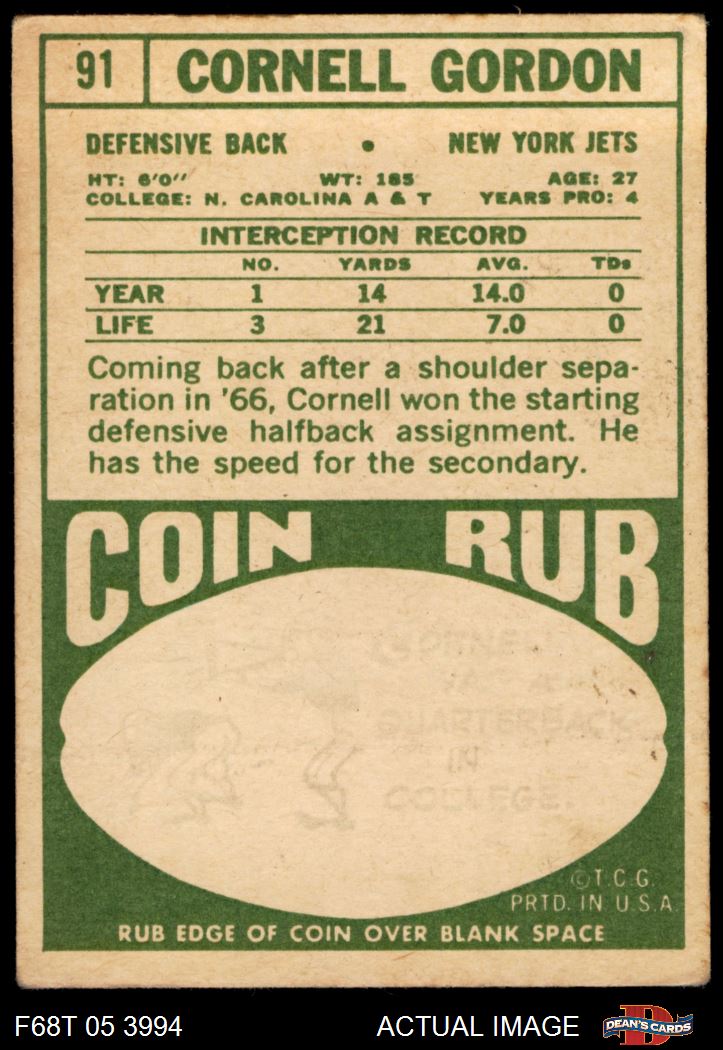 91 CORNELL GORDON
DEFENSIVE BACK • NEW YORK JETS
HT: 6'0" WT: 185 AGE: 27
COLLEGE: N. CAROLINA A & T YEARS PRO: 4
INTERCEPTION RECORD
NO. YARDS AVG. TDs
YEAR 1 14 14.0 0
LIFE 3 21 7.0 0
Coming back after a shoulder sepa-
ration in '66, Cornell won the starting
defensive halfback assignment. He
has the speed for the secondary.
COIN RUB
CORNELL
WAS A
QUARTERBACK
IN
COLLEGE.
©T.C.G.
PRTD. IN U.S.A.
RUB EDGE OF COIN OVER BLANK SPACE
F68T 05 3994 ACTUAL IMAGE DEAN'S CARDS